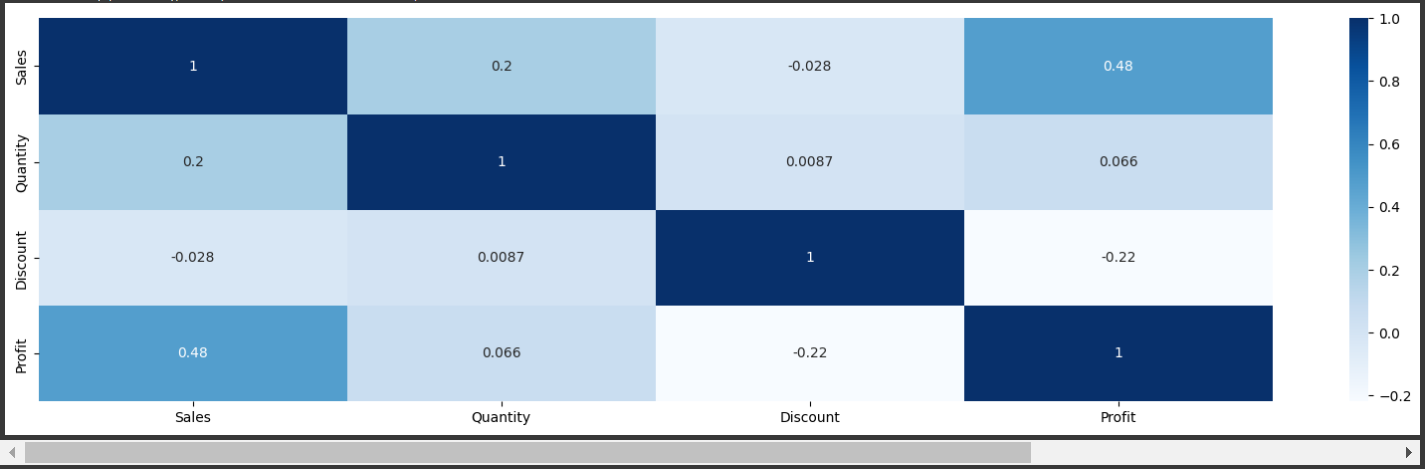 1.0
Sales 1 0.2 -0.028 0.48
0.8
Quantity 0.2 1 0.0087 0.066
0.6
0.4
Discount -0.028 0.0087 1 -0.22
0.2
0.0
Profit 0.48 0.066 -0.22 1
−0.2
Sales Quantity Discount Profit